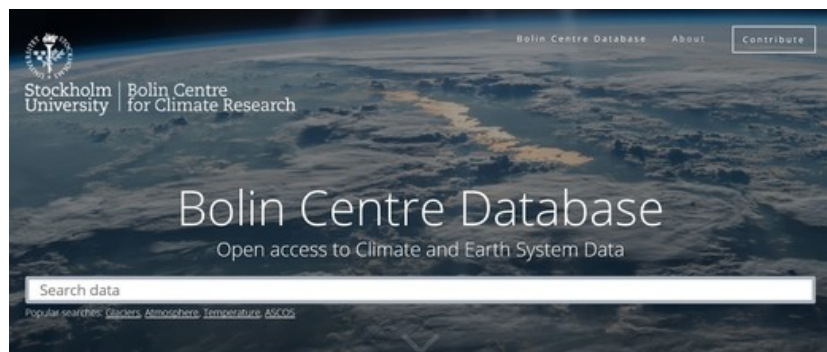 Bolin Centre Database About Contribute
Stockholm University
Bolin Centre for Climate Research
Bolin Centre Database
Open access to Climate and Earth System Data
Search data
Popular searches: Glaciers, Atmosphere, Temperature, ASCOS